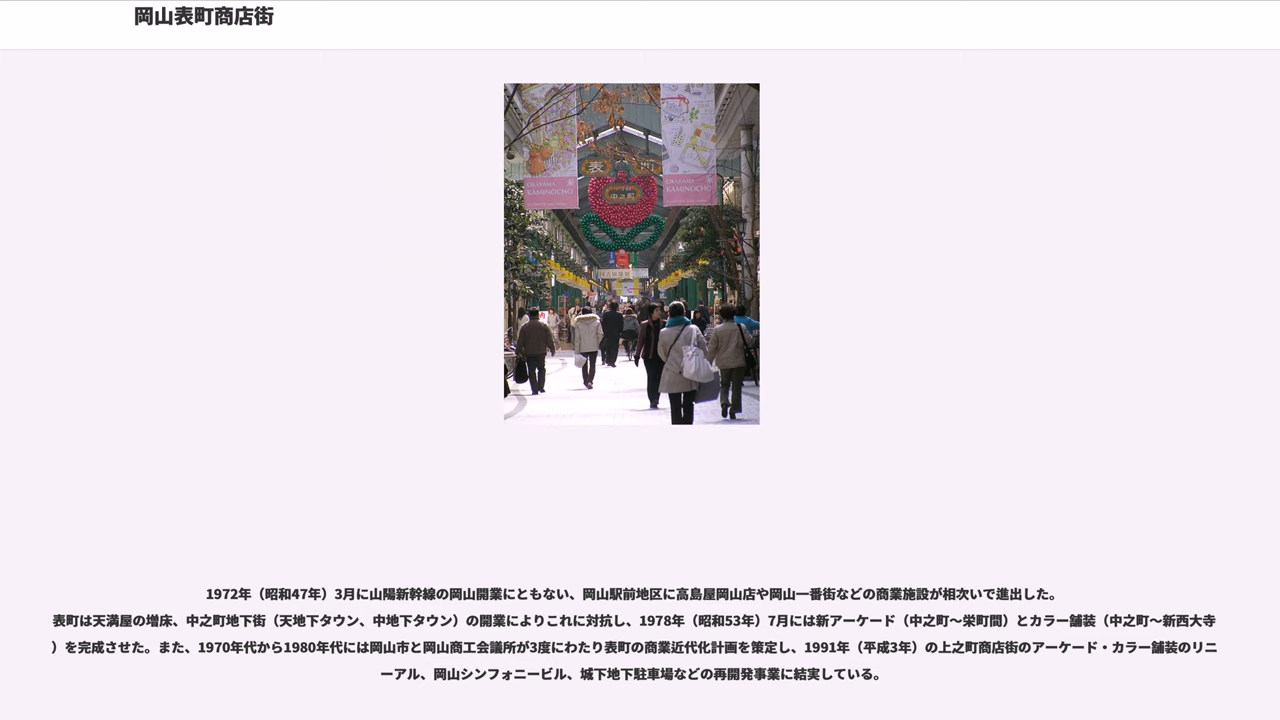 岡山表町商店街
表 町
中之町
OKAYAMA
KAMINOCHO
OKAYAMA
KAMINOCHO
1972年（昭和47年）3月に山陽新幹線の岡山開業にともない、岡山駅前地区に高島屋岡山店や岡山一番街などの商業施設が相次いで進出した。
表町は天満屋の増床、中之町地下街（天地下タウン、中地下タウン）の開業によりこれに対抗し、1978年（昭和53年）7月には新アーケード（中之町〜栄町間）とカラー舗装（中之町〜新西大寺
）を完成させた。また、1970年代から1980年代には岡山市と岡山商工会議所が3度にわたり表町の商業近代化計画を策定し、1991年（平成3年）の上之町商店街のアーケード・カラー舗装のリニ
ーアル、岡山シンフォニービル、城下地下駐車場などの再開発事業に結実している。